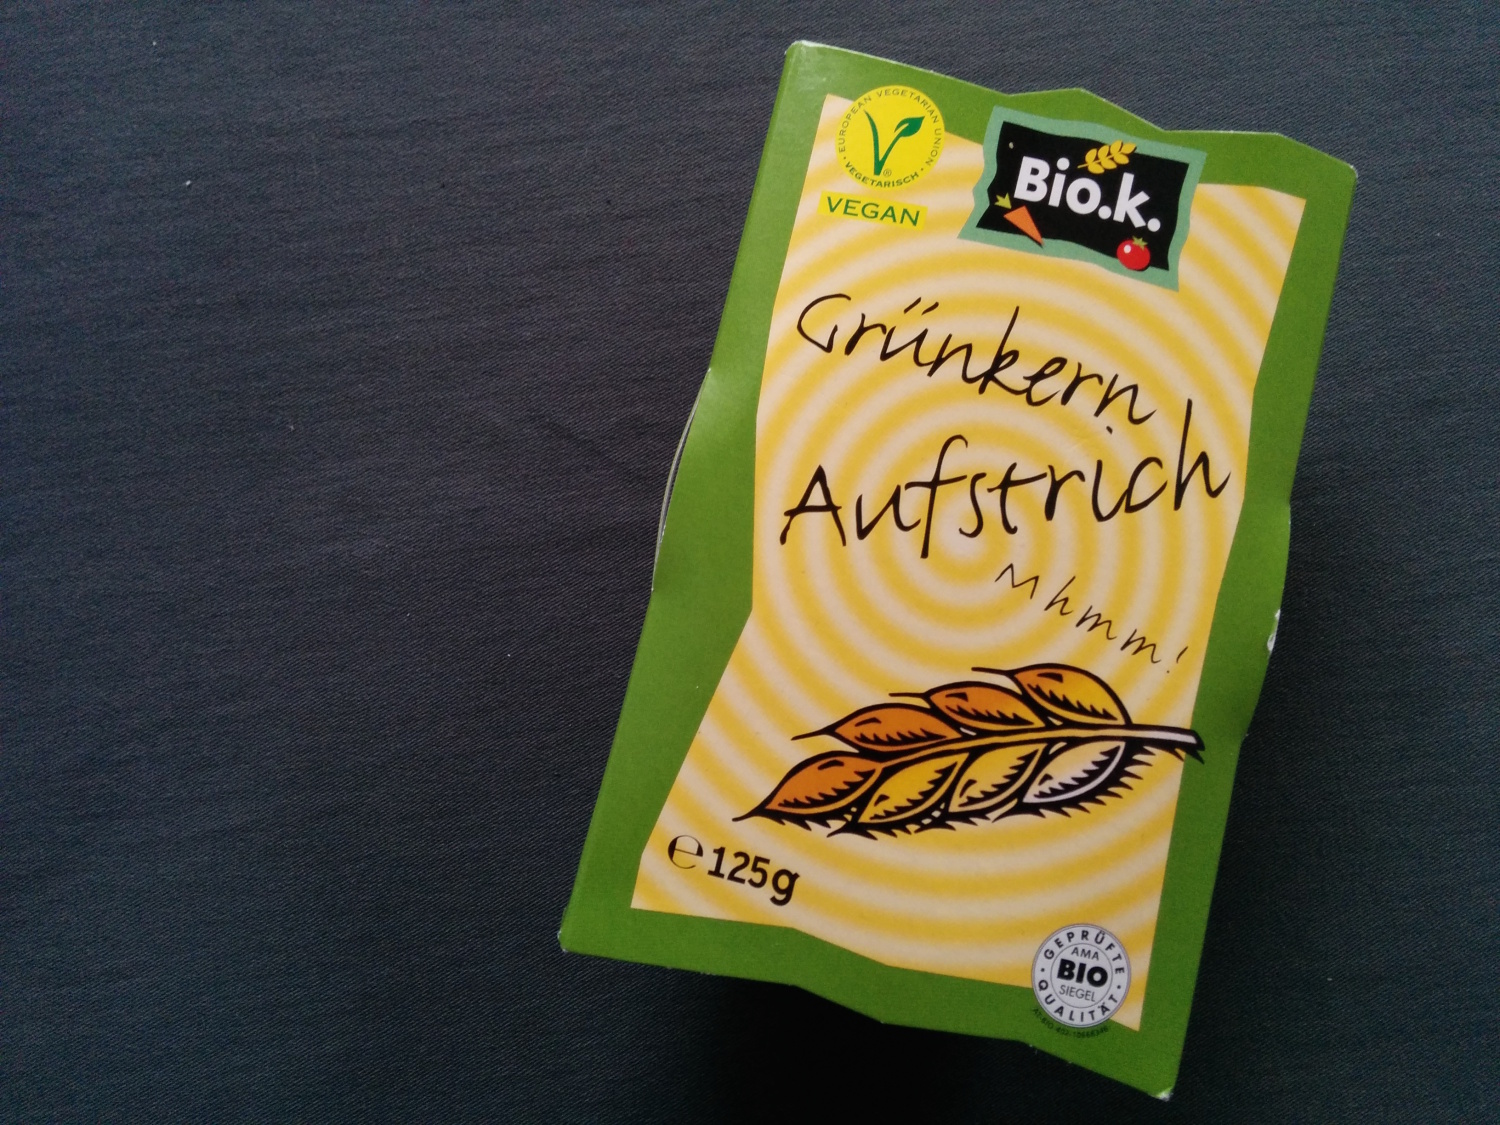 EUROPEAN VEGETARIAN UNION
VEGETARISCH
VEGAN
Bio.k.
Grünkern
Aufstrich
Mhmm!
℮125g
GEPRÜFTE
AMA
BIO
SIEGEL
QUALITÄT